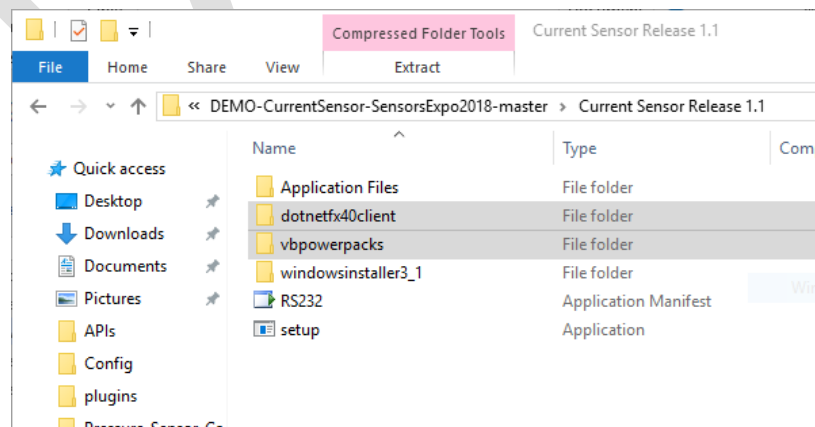 Compressed Folder Tools
Current Sensor Release 1.1
File Home Share View Extract
« DEMO-CurrentSensor-SensorsExpo2018-master > Current Sensor Release 1.1
Name Type Com
Quick access
Desktop
Downloads
Documents
Pictures
APIs
Config
plugins
Application Files File folder
dotnetfx40client File folder
vbpowerpacks File folder
windowsinstaller3_1 File folder
RS232 Application Manifest
setup Application